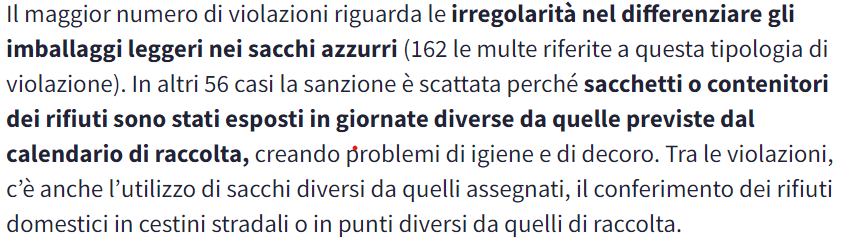 Il maggior numero di violazioni riguarda le irregolarità nel differenziare gli
imballaggi leggeri nei sacchi azzurri (162 le multe riferite a questa tipologia di
violazione). In altri 56 casi la sanzione è scattata perché sacchetti o contenitori
dei rifiuti sono stati esposti in giornate diverse da quelle previste dal
calendario di raccolta, creando problemi di igiene e di decoro. Tra le violazioni,
c’è anche l’utilizzo di sacchi diversi da quelli assegnati, il conferimento dei rifiuti
domestici in cestini stradali o in punti diversi da quelli di raccolta.